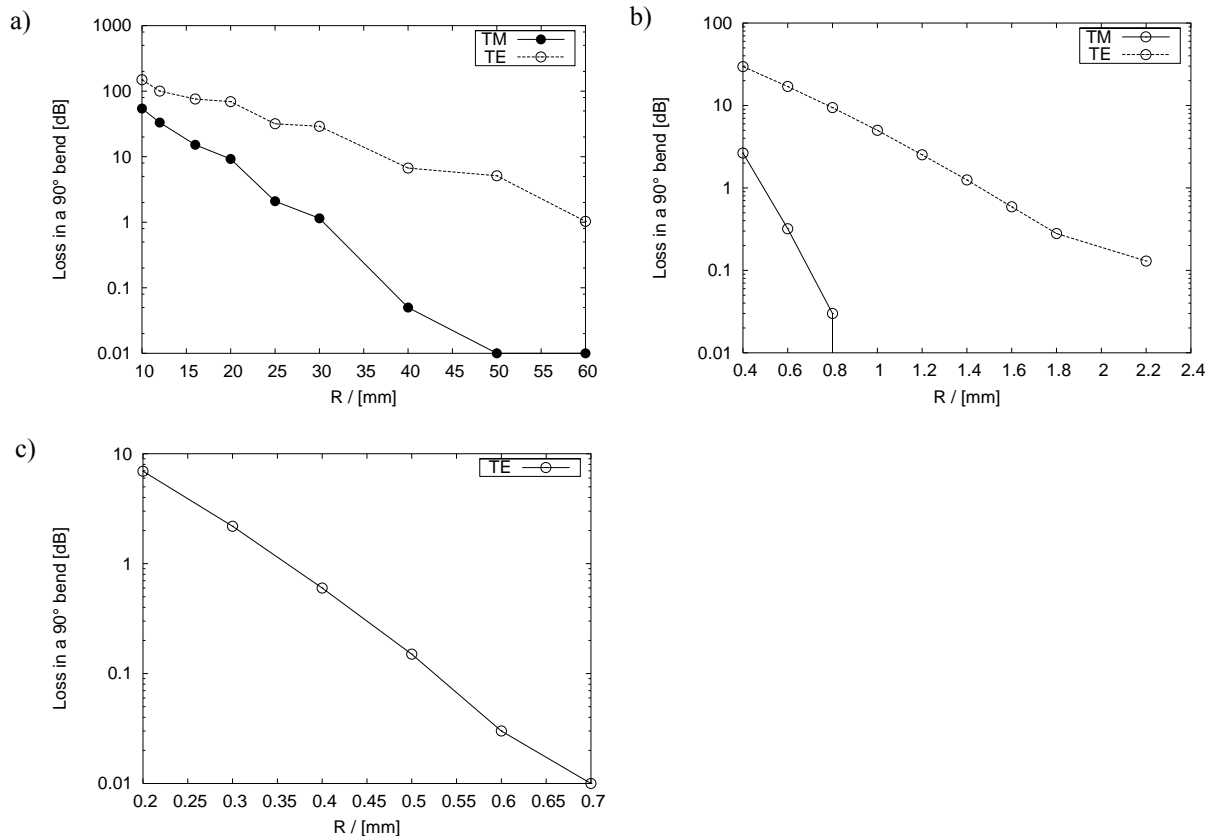 a)
1000
100
10
1
0.1
0.01
Loss in a 90° bend [dB]
TM
TE
10 15 20 25 30 35 40 45 50 55 60
R / [mm]
b)
100
10
1
0.1
0.01
Loss in a 90° bend [dB]
TM
TE
0.4 0.6 0.8 1 1.2 1.4 1.6 1.8 2 2.2 2.4
R / [mm]
c)
10
1
0.1
0.01
Loss in a 90° bend [dB]
TE
0.2 0.25 0.3 0.35 0.4 0.45 0.5 0.55 0.6 0.65 0.7
R / [mm]